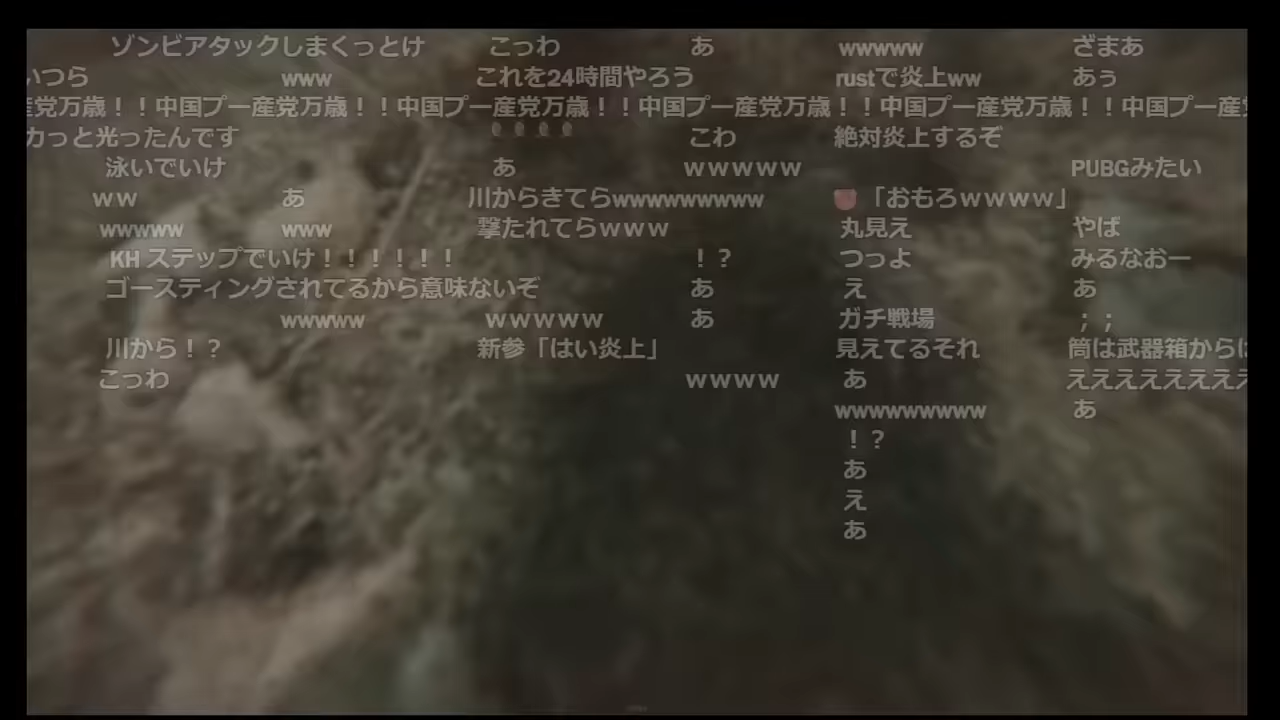 ゾンビアタックしまくっとけ こっわ あ wwwww ざまあ
いつら www これを24時間やろう rustで炎上ww あぅ
産党万歳！！中国プー産党万歳！！中国プー産党万歳！！中国プー産党万歳！！中国プー産党万歳！！中国プー産
カっと光ったんです こわ 絶対炎上するぞ
泳いでいけ あ ｗｗｗｗｗ PUBGみたい
ｗｗ あ 川からきてらwwwwwwwww 「おもろｗｗｗｗ」
wwwww www 撃たれてらｗｗｗ 丸見え やば
KH ステップでいけ！！！！！！ ！？ つっよ みるなおー
ゴースティングされてるから意味ないぞ あ え あ
wwwww ｗｗｗｗｗ あ ガチ戦場 ；；
川から！？ 新参「はい炎上」 見えてるそれ 筒は武器箱から
こっわ ｗｗｗｗ あ ええええええええ
wwwwwwwww あ
！？
あ
え
あ